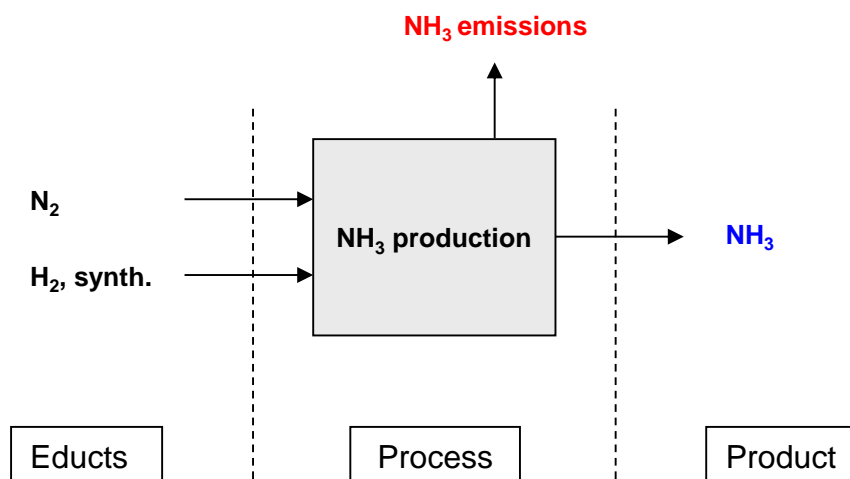 NH₃ emissions
N₂
NH₃ production
NH₃
H₂, synth.
Educts
Process
Product